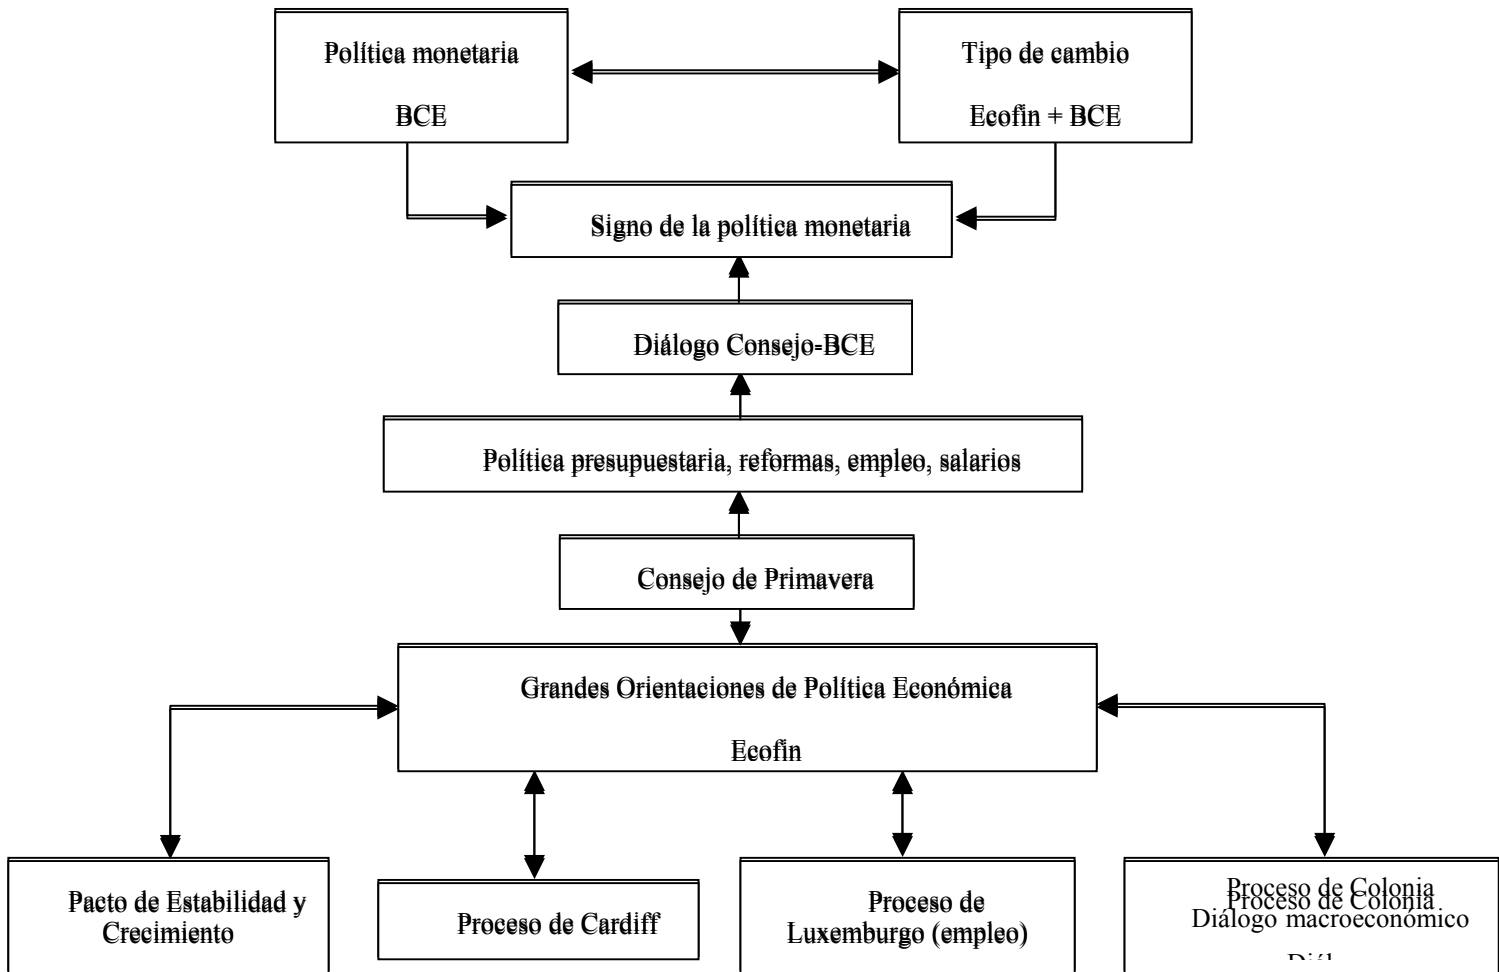 Política monetaria
BCE
Tipo de cambio
Ecofin + BCE
Signo de la política monetaria
Diálogo Consejo-BCE
Política presupuestaria, reformas, empleo, salarios
Consejo de Primavera
Grandes Orientaciones de Política Económica
Ecofin
Pacto de Estabilidad y
Crecimiento
Proceso de Cardiff
Proceso de
Luxemburgo (empleo)
Proceso de Colonia
Diálogo macroeconómico